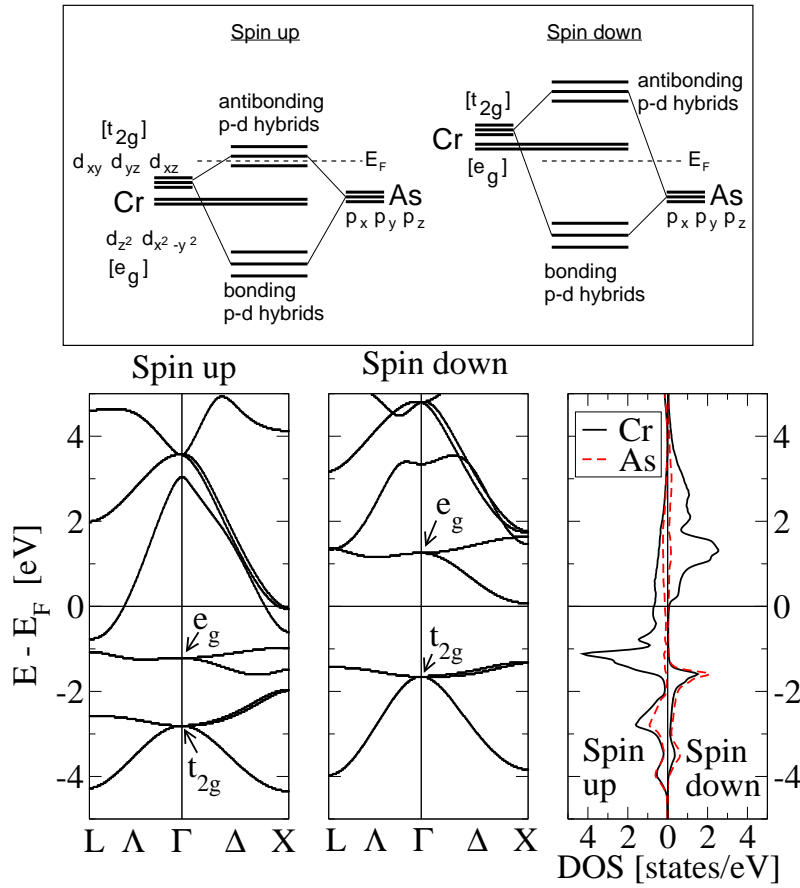 Spin up
Spin down
antibonding
p-d hybrids
[t2g]
dxy dyz dxz
EF
Cr
As
px py pz
dz² dx²-y²
[eg]
bonding
p-d hybrids
[t2g]
antibonding
p-d hybrids
Cr
EF
[eg]
As
px py pz
bonding
p-d hybrids
Spin up
Spin down
E - EF [eV]
4
2
0
-2
-4
eg
t2g
L Λ Γ Δ X
eg
t2g
L Λ Γ Δ X
Cr
As
Spin up
Spin down
4
2
0
-2
-4
4 2 0 2 4
DOS [states/eV]